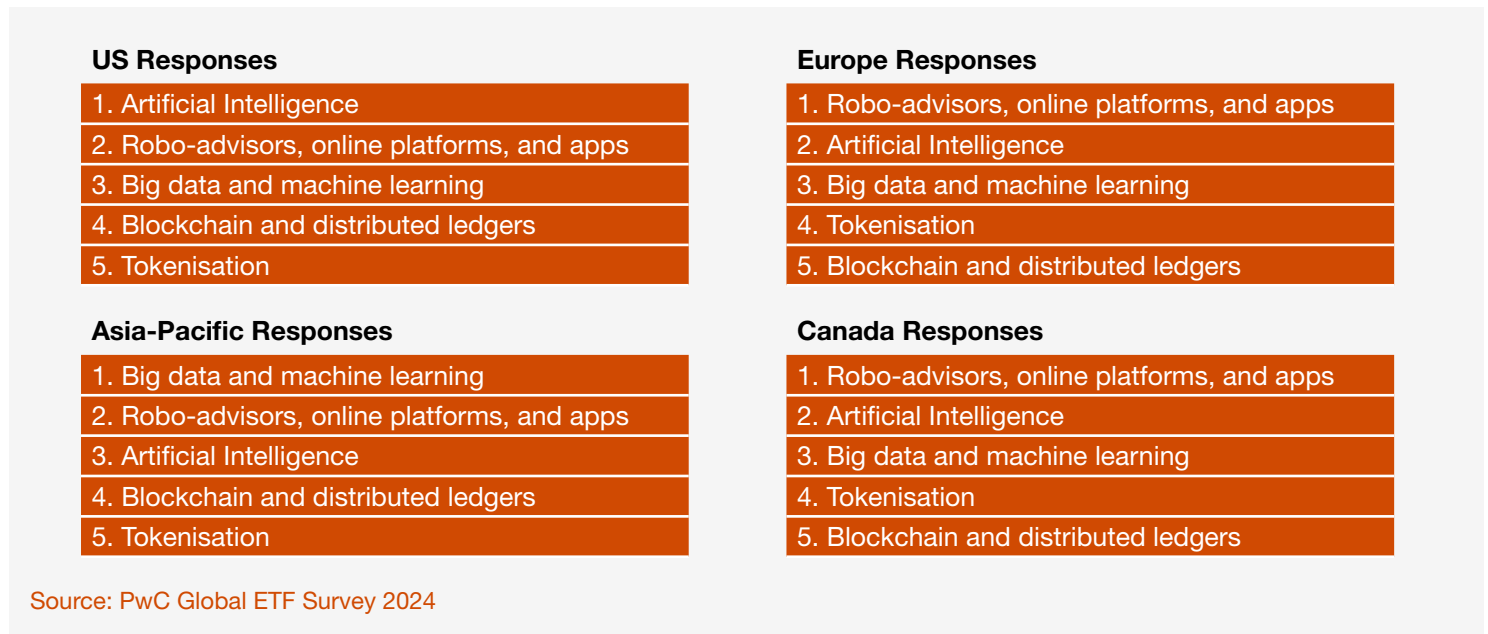 US Responses
1. Artificial Intelligence
2. Robo-advisors, online platforms, and apps
3. Big data and machine learning
4. Blockchain and distributed ledgers
5. Tokenisation
Europe Responses
1. Robo-advisors, online platforms, and apps
2. Artificial Intelligence
3. Big data and machine learning
4. Tokenisation
5. Blockchain and distributed ledgers
Asia-Pacific Responses
1. Big data and machine learning
2. Robo-advisors, online platforms, and apps
3. Artificial Intelligence
4. Blockchain and distributed ledgers
5. Tokenisation
Canada Responses
1. Robo-advisors, online platforms, and apps
2. Artificial Intelligence
3. Big data and machine learning
4. Tokenisation
5. Blockchain and distributed ledgers
Source: PwC Global ETF Survey 2024